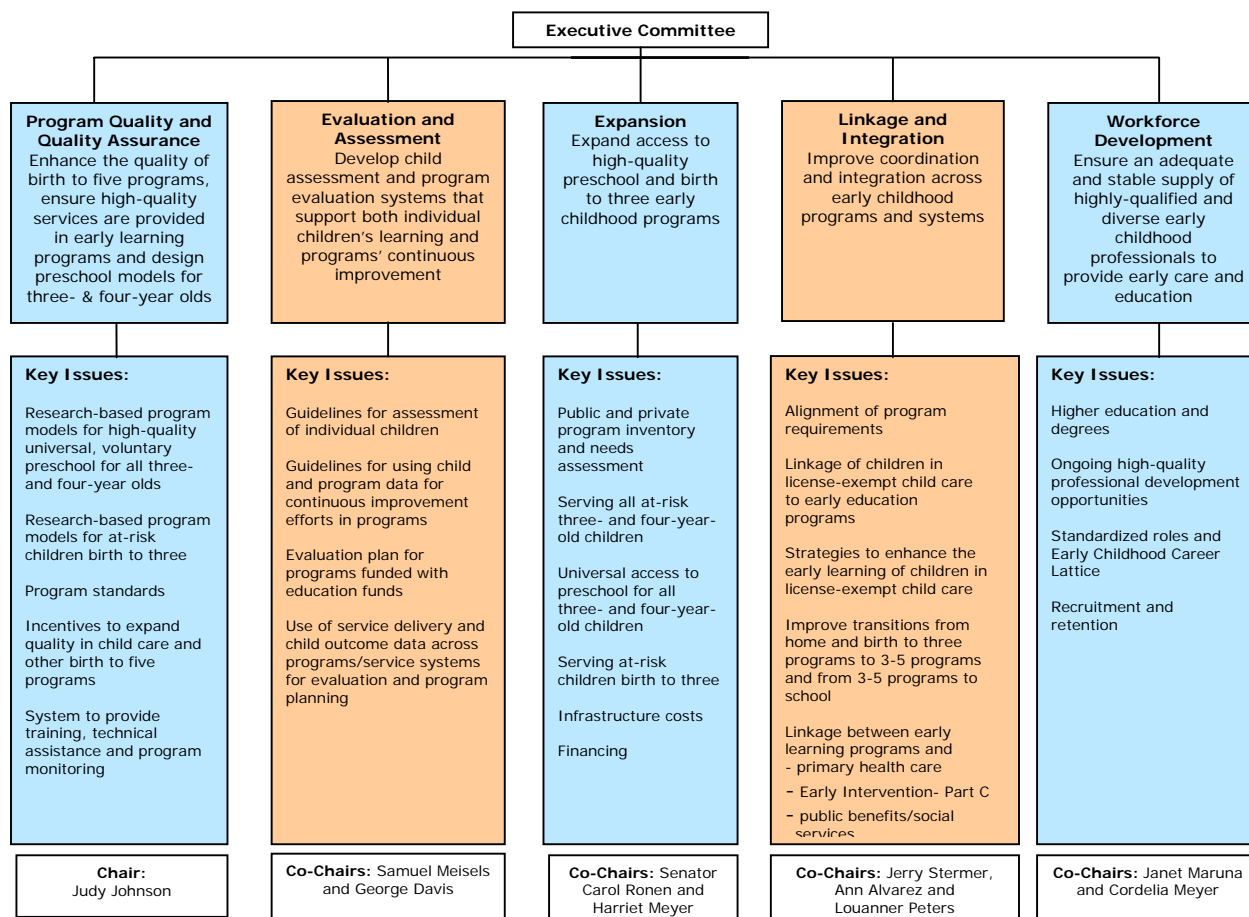 Executive Committee
Program Quality and
Quality Assurance
Enhance the quality of
birth to five programs,
ensure high-quality
services are provided
in early learning
programs and design
preschool models for
three- & four-year olds
Evaluation and
Assessment
Develop child
assessment and program
evaluation systems that
support both individual
children's learning and
programs' continuous
improvement
Expansion
Expand access to
high-quality
preschool and birth
to three early
childhood programs
Linkage and
Integration
Improve coordination
and integration across
early childhood
programs and systems
Workforce
Development
Ensure an adequate
and stable supply of
highly-qualified and
diverse early
childhood
professionals to
provide early care and
education
Key Issues:
Research-based program
models for high-quality
universal, voluntary
preschool for all three-
and four-year olds
Research-based program
models for at-risk
children birth to three
Program standards
Incentives to expand
quality in child care and
other birth to five
programs
System to provide
training, technical
assistance and program
monitoring
Key Issues:
Guidelines for assessment
of individual children
Guidelines for using child
and program data for
continuous improvement
efforts in programs
Evaluation plan for
programs funded with
education funds
Use of service delivery and
child outcome data across
programs/service systems
for evaluation and program
planning
Key Issues:
Public and private
program inventory
and needs
assessment
Serving all at-risk
three- and four-year-
old children
Universal access to
preschool for all
three- and four-year-
old children
Serving at-risk
children birth to three
Infrastructure costs
Financing
Key Issues:
Alignment of program
requirements
Linkage of children in
license-exempt child care
to early education
programs
Strategies to enhance the
early learning of children in
license-exempt child care
Improve transitions from
home and birth to three
programs to 3-5 programs
and from 3-5 programs to
school
Linkage between early
learning programs and
- primary health care
- Early Intervention- Part C
- public benefits/social
services
Key Issues:
Higher education and
degrees
Ongoing high-quality
professional development
opportunities
Standardized roles and
Early Childhood Career
Lattice
Recruitment and
retention
Chair:
Judy Johnson
Co-Chairs: Samuel Meisels
and George Davis
Co-Chairs: Senator
Carol Ronen and
Harriet Meyer
Co-Chairs: Jerry Stermer,
Ann Alvarez and
Louanner Peters
Co-Chairs: Janet Maruna
and Cordelia Meyer